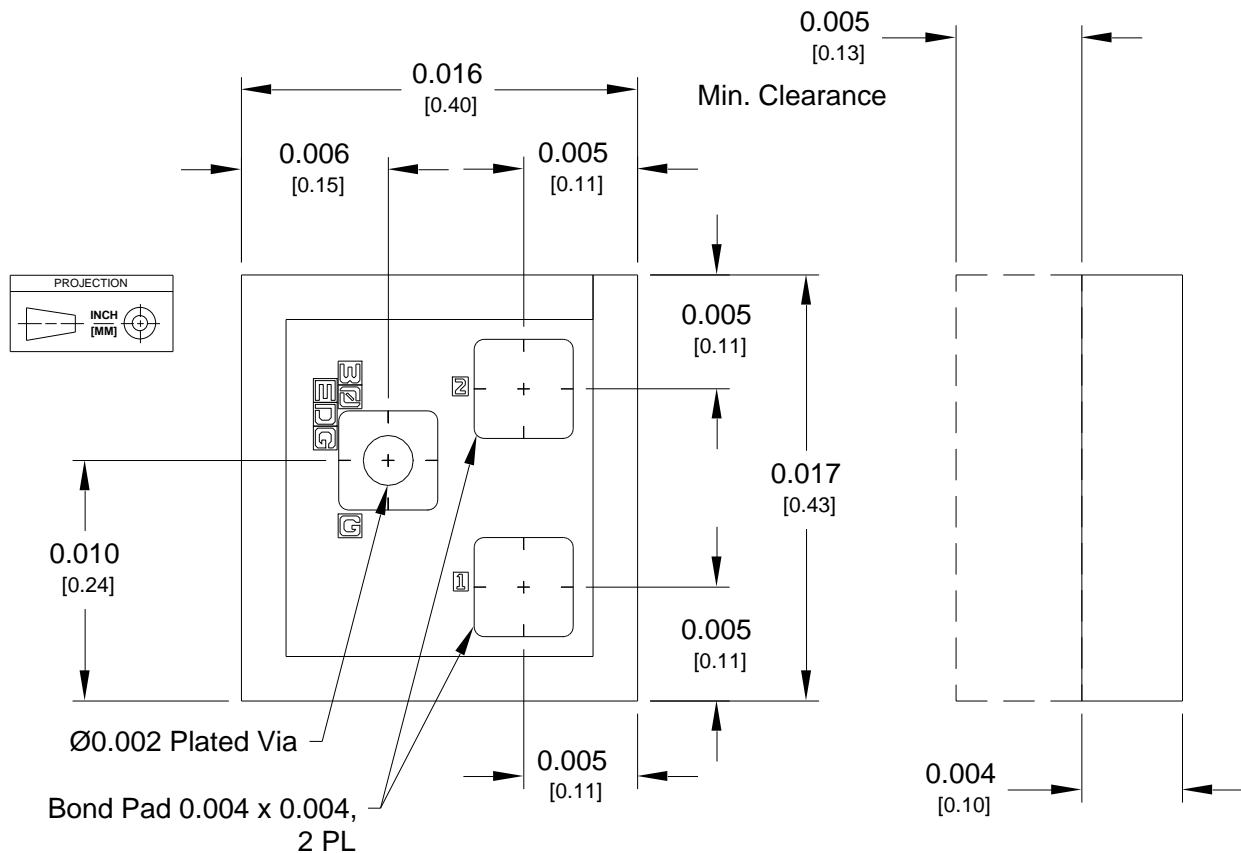 0.005
[0.13]
Min. Clearance
0.016
[0.40]
0.006
[0.15]
0.005
[0.11]
PROJECTION
INCH
[MM]
0.005
[0.11]
3Ø
EDG
2
G
1
0.017
[0.43]
0.010
[0.24]
0.005
[0.11]
Ø0.002 Plated Via
0.005
[0.11]
0.004
[0.10]
Bond Pad 0.004 x 0.004,
2 PL